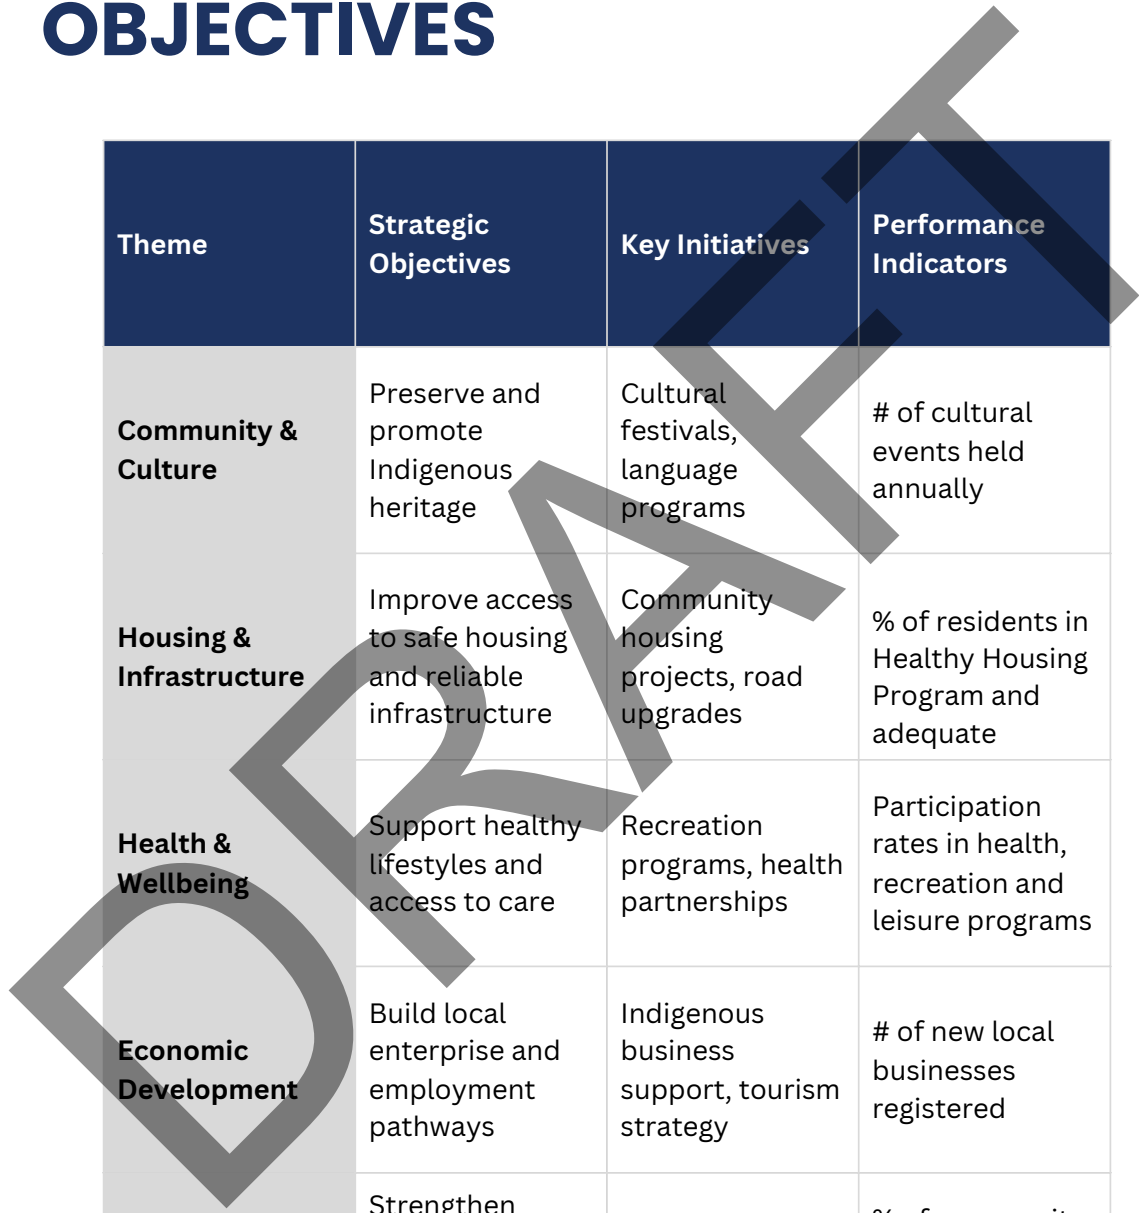 OBJECTIVES
Theme
Strategic
Objectives
Key Initiatives
Performance
Indicators
Community &
Culture
Preserve and
promote
Indigenous
heritage
Cultural
festivals,
language
programs
# of cultural
events held
annually
Housing &
Infrastructure
Improve access
to safe housing
and reliable
infrastructure
Community
housing
projects, road
upgrades
% of residents in
Healthy Housing
Program and
adequate
Health &
Wellbeing
Support healthy
lifestyles and
access to care
Recreation
programs, health
partnerships
Participation
rates in health,
recreation and
leisure programs
Economic
Development
Build local
enterprise and
employment
pathways
Indigenous
business
support, tourism
strategy
# of new local
businesses
registered
Strengthen
DRAFT